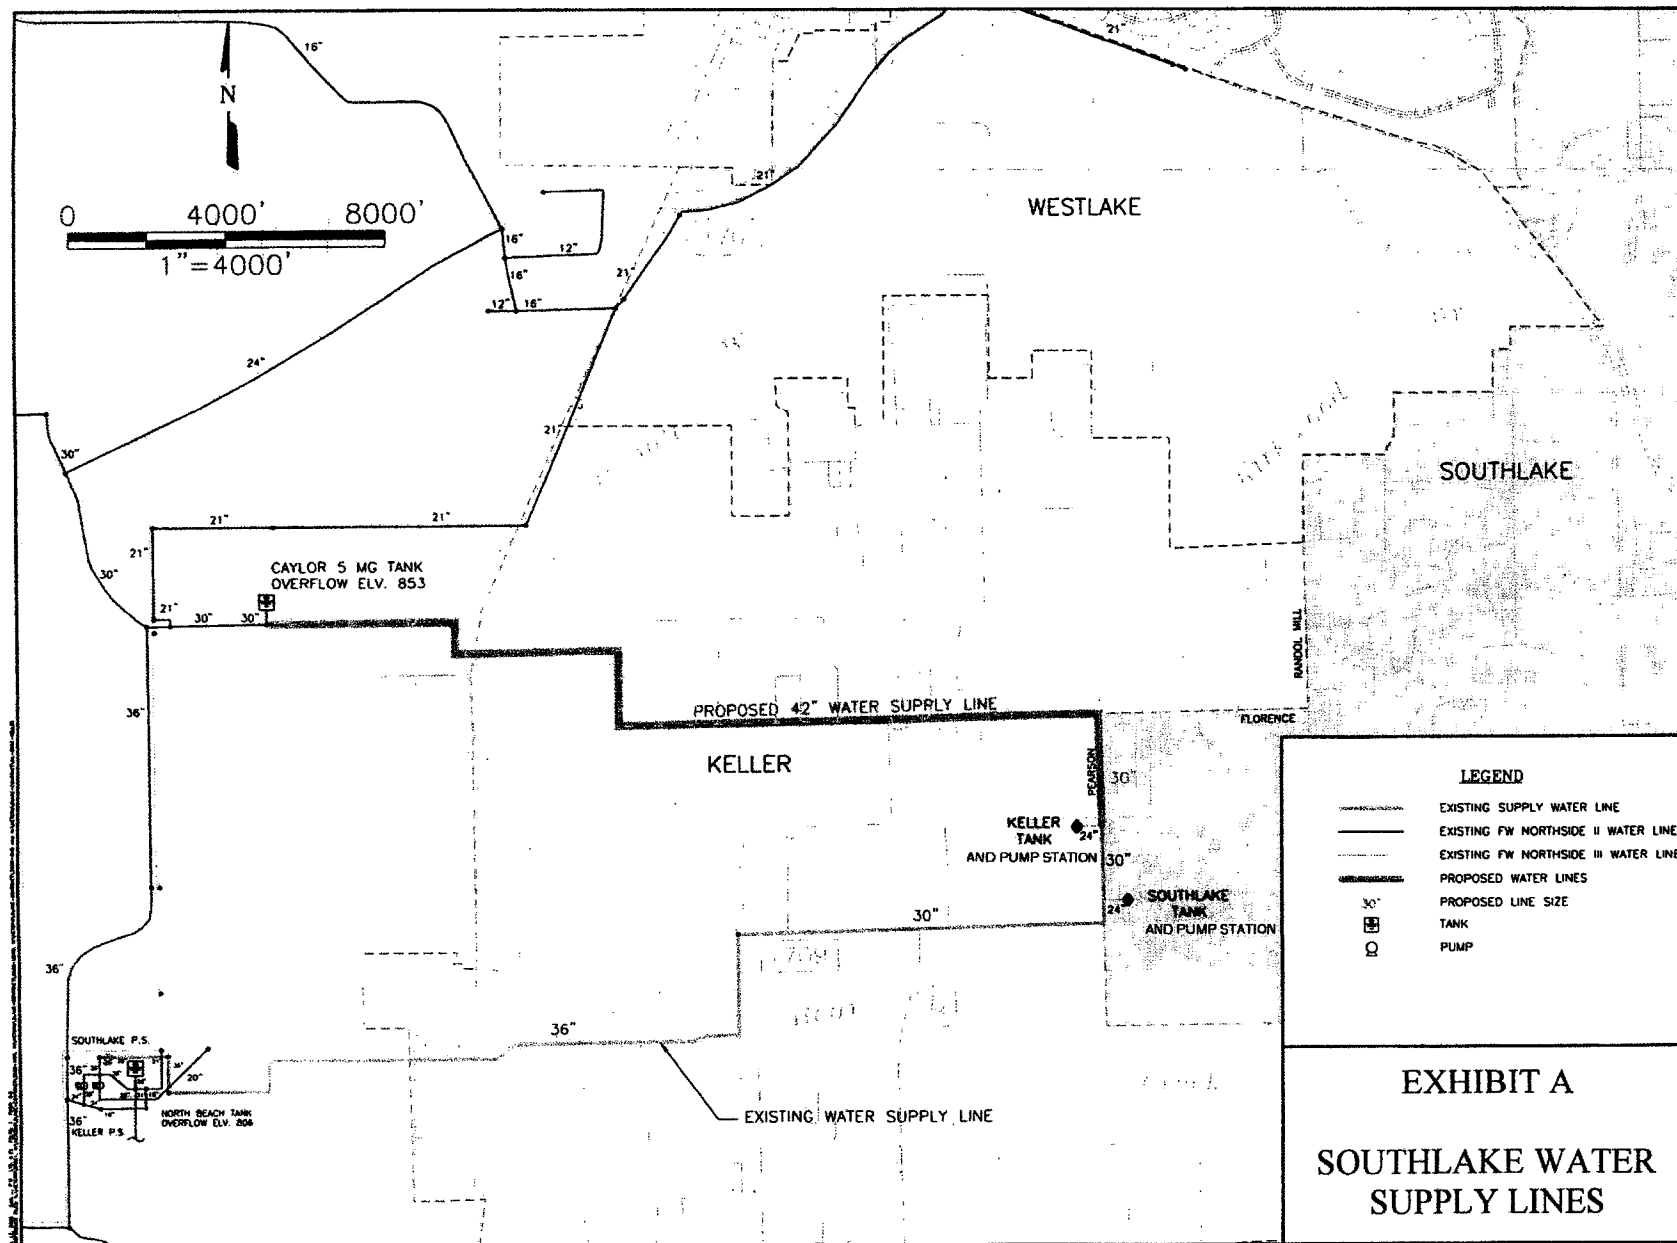 16"
21"
N
0 4000' 8000'
1"=4000'
21"
WESTLAKE
16"
12"
16"
21"
12" 16"
24"
21"
30"
SOUTHLAKE
21" 21"
21"
CAYLOR 5 MG TANK
OVERFLOW ELV. 853
30"
21"
30" 30"
RANDOL MILL
36"
PROPOSED 42" WATER SUPPLY LINE
FLORENCE
KELLER
PEARSON
30"
KELLER
TANK
AND PUMP STATION
24"
30"
SOUTHLAKE
TANK
AND PUMP STATION
24"
30"
1709
36"
36"
SOUTHLAKE P.S.
36"
20"
NORTH BEACH TANK
OVERFLOW ELV. 806
36"
KELLER P.S.
EXISTING WATER SUPPLY LINE
LEGEND
EXISTING SUPPLY WATER LINE
EXISTING FW NORTHSIDE II WATER LINE
EXISTING FW NORTHSIDE III WATER LINE
PROPOSED WATER LINES
30" PROPOSED LINE SIZE
TANK
PUMP
EXHIBIT A
SOUTHLAKE WATER
SUPPLY LINES